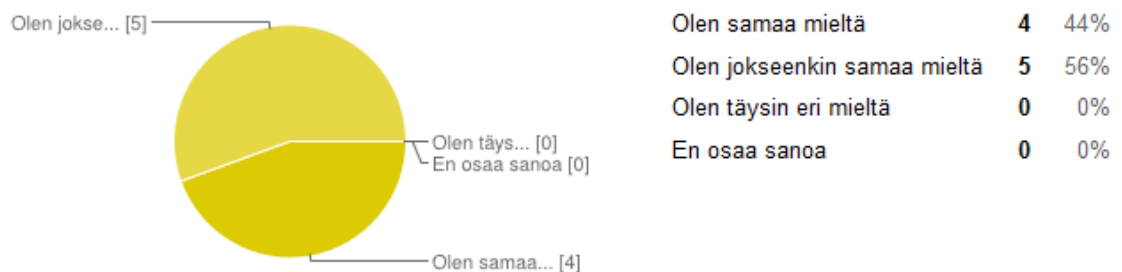 Olen jokse... [5]
Olen täys... [0]
En osaa sanoa [0]
Olen samaa... [4]
Olen samaa mieltä 4 44%
Olen jokseenkin samaa mieltä 5 56%
Olen täysin eri mieltä 0 0%
En osaa sanoa 0 0%